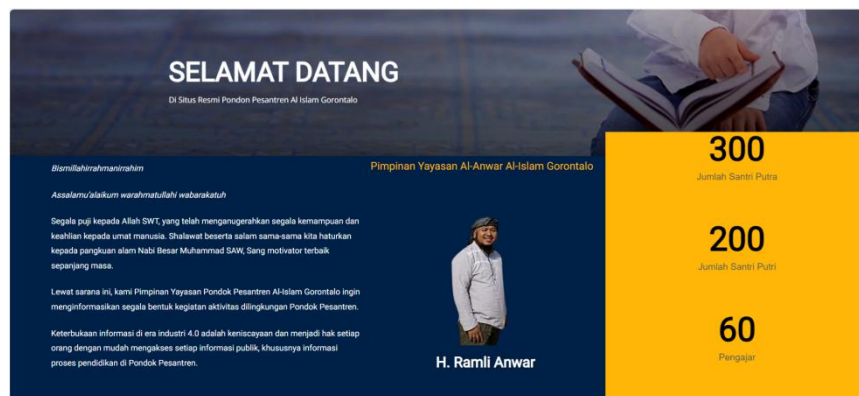 SELAMAT DATANG
Di Situs Resmi Pondon Pesantren Al Islam Gorontalo
Bismillahirrahmanirrahim
Assalamu'alaikum warahmatullahi wabarakatuh
Segala puji kepada Allah SWT, yang telah menganugerahkan segala kemampuan dan
keahlian kepada umat manusia. Shalawat beserta salam sama-sama kita haturkan
kepada pangkuan alam Nabi Besar Muhammad SAW, Sang motivator terbaik
sepanjang masa.
Lewat sarana ini, kami Pimpinan Yayasan Pondok Pesantren Al-Islam Gorontalo ingin
menginformasikan segala bentuk kegiatan aktivitas dilingkungan Pondok Pesantren.
Keterbukaan informasi di era industri 4.0 adalah keniscayaan dan menjadi hak setiap
orang dengan mudah mengakses setiap informasi publik, khususnya informasi
proses pendidikan di Pondok Pesantren.
Pimpinan Yayasan Al-Anwar Al-Islam Gorontalo
H. Ramli Anwar
300
Jumlah Santri Putra
200
Jumlah Santri Putri
60
Pengajar